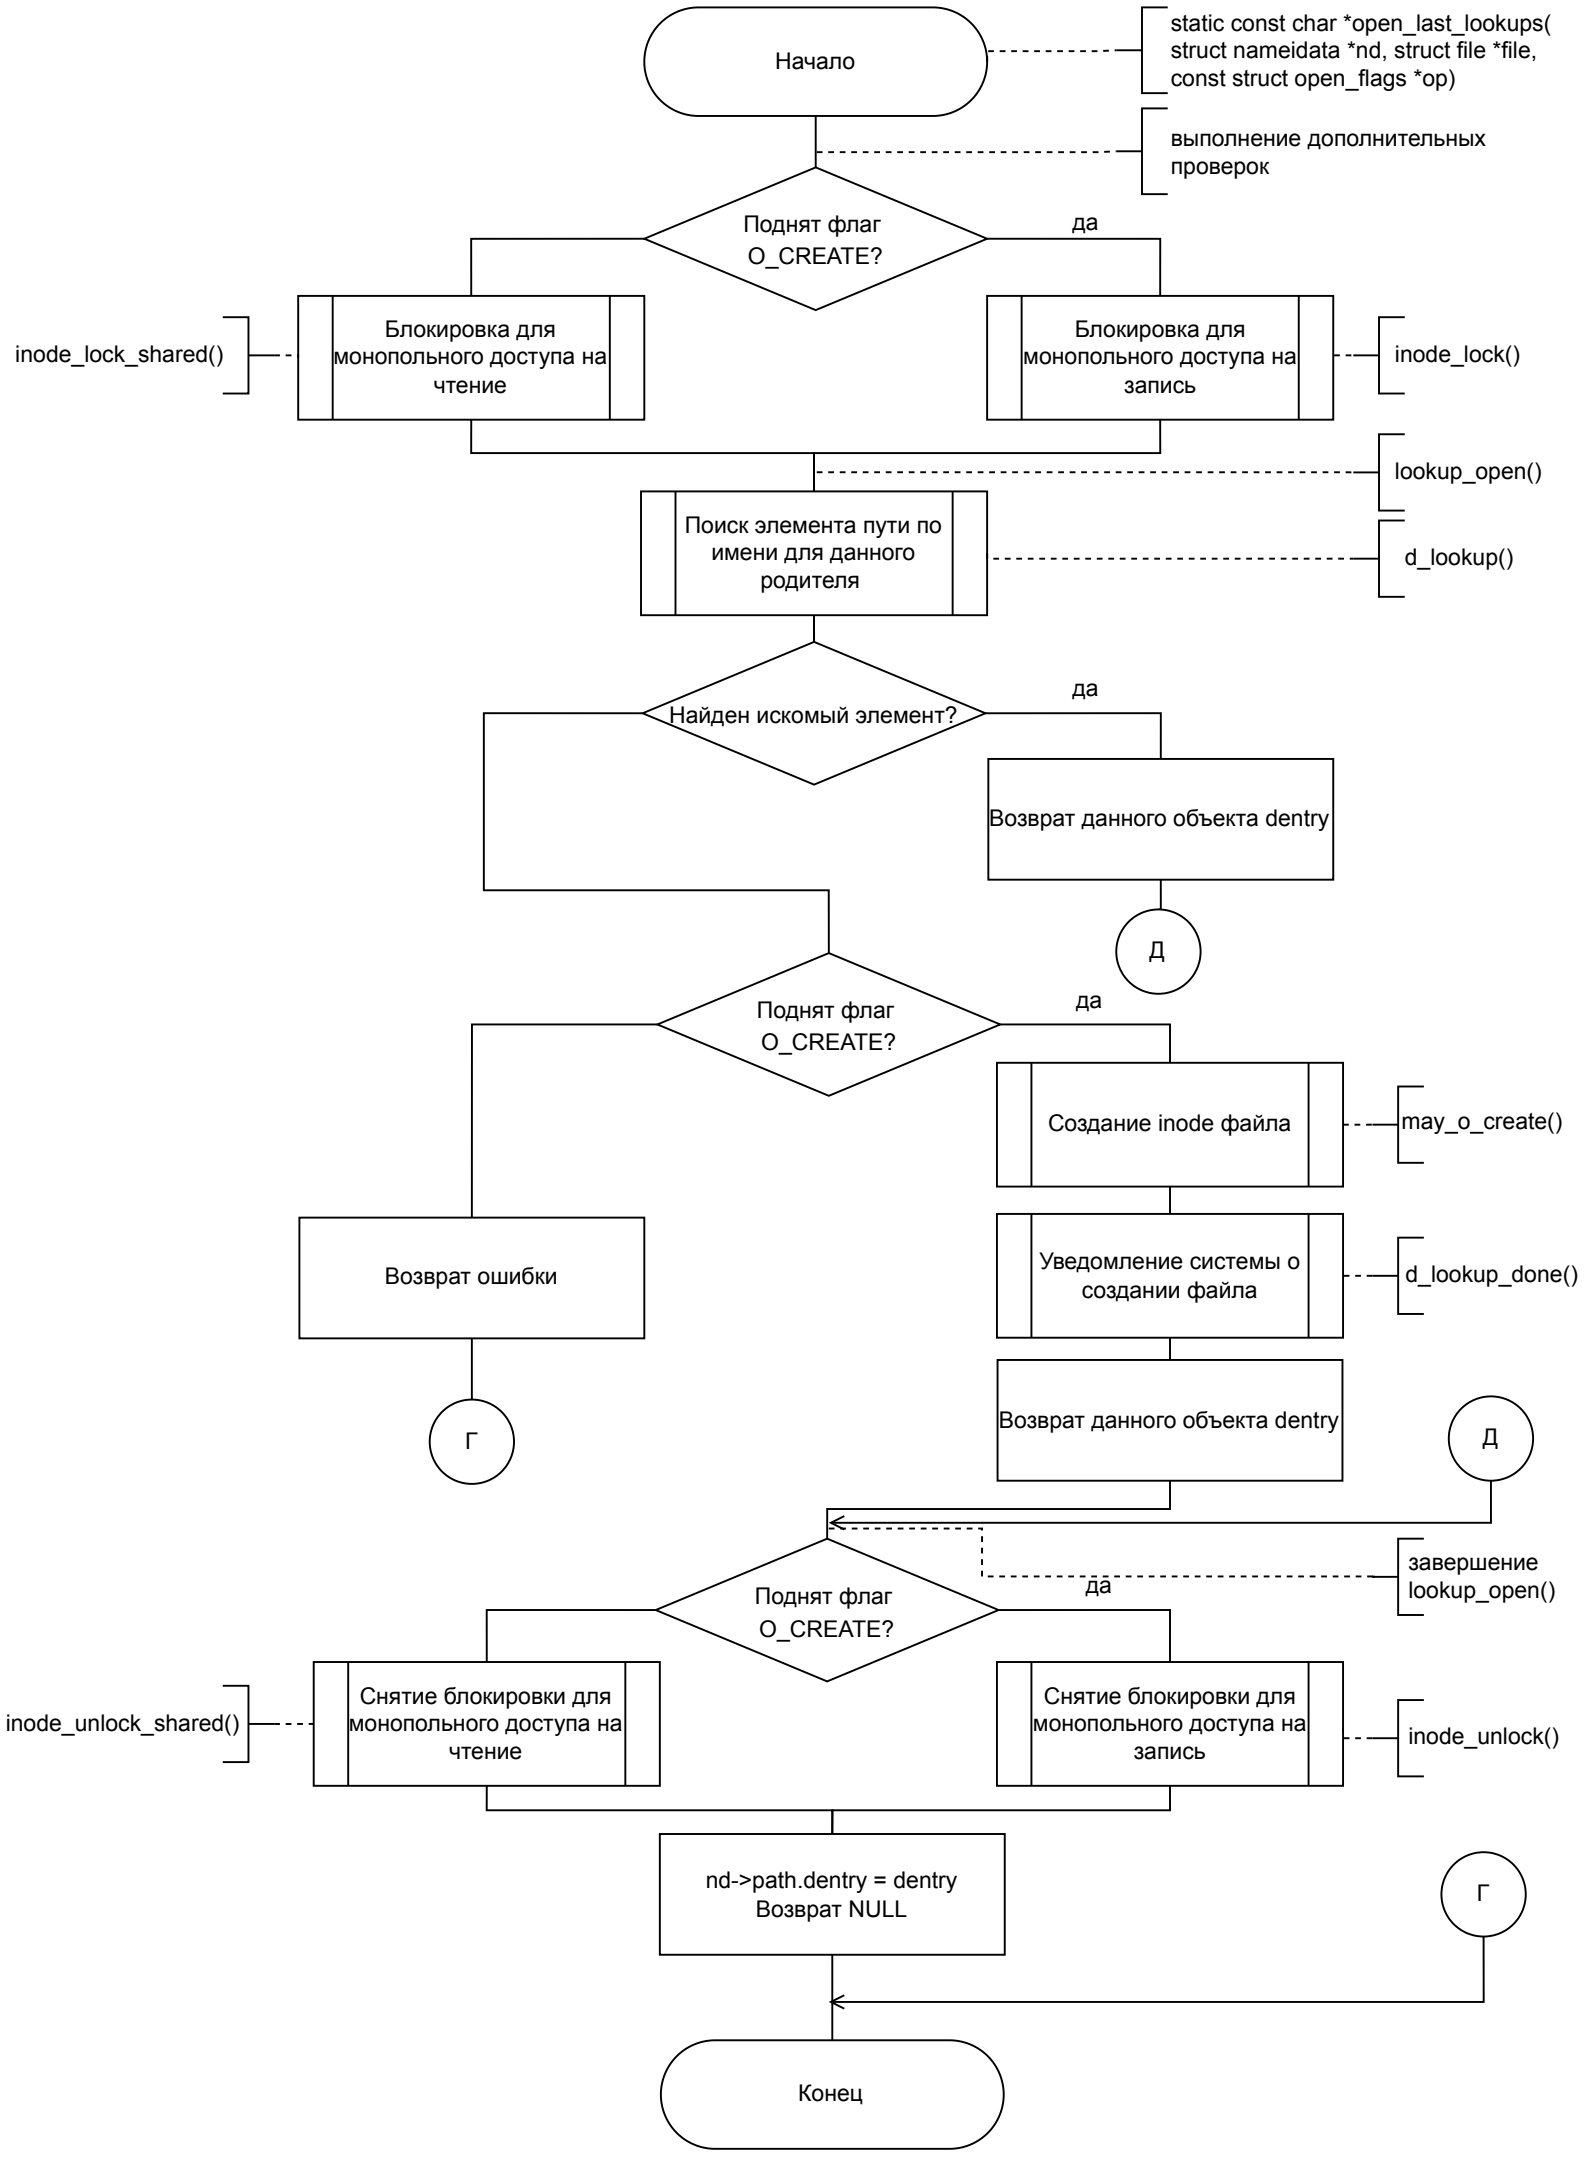 Начало
static const char *open_last_lookups(
struct nameidata *nd, struct file *file,
const struct open_flags *op)
выполнение дополнительных
проверок
Поднят флаг
O_CREATE?
да
inode_lock_shared()
Блокировка для
монопольного доступа на
чтение
Блокировка для
монопольного доступа на
запись
inode_lock()
lookup_open()
Поиск элемента пути по
имени для данного
родителя
d_lookup()
Найден искомый элемент?
да
Возврат данного объекта dentry
Д
Поднят флаг
O_CREATE?
да
Создание inode файла
may_o_create()
Возврат ошибки
Уведомление системы о
создании файла
d_lookup_done()
Г
Возврат данного объекта dentry
Д
Поднят флаг
O_CREATE?
да
завершение
lookup_open()
inode_unlock_shared()
Снятие блокировки для
монопольного доступа на
чтение
Снятие блокировки для
монопольного доступа на
запись
inode_unlock()
nd->path.dentry = dentry
Возврат NULL
Г
Конец